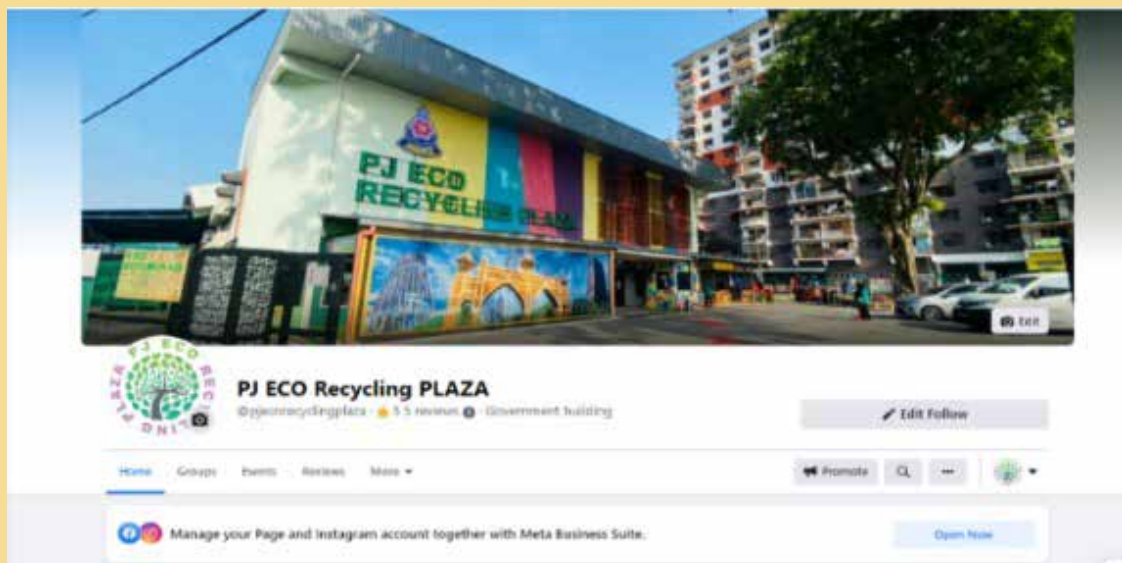 PJ ECO
RECYCLING PLAZA
Edit
PJ ECO RECYCLING PLAZA
PJ ECO Recycling PLAZA
@pjecorecyclingplaza · 5 5 reviews · Government building
Edit Follow
Home Groups Events Reviews More
Promote
Manage your Page and Instagram account together with Meta Business Suite.
Open Now